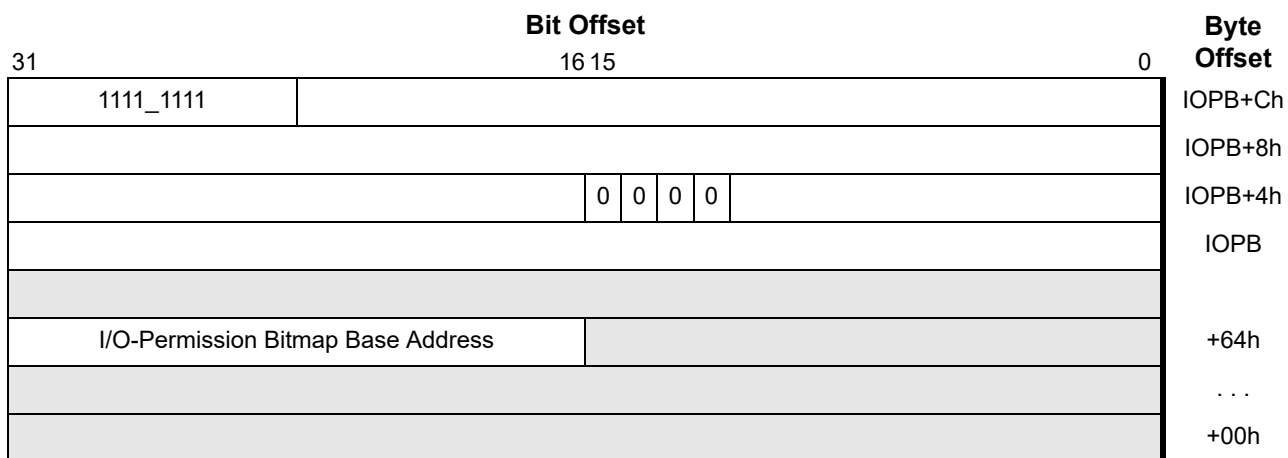 Bit Offset Byte
31 16 15 0 Offset
1111_1111 IOPB+Ch
IOPB+8h
0 0 0 0 IOPB+4h
IOPB
I/O-Permission Bitmap Base Address +64h
. . .
+00h